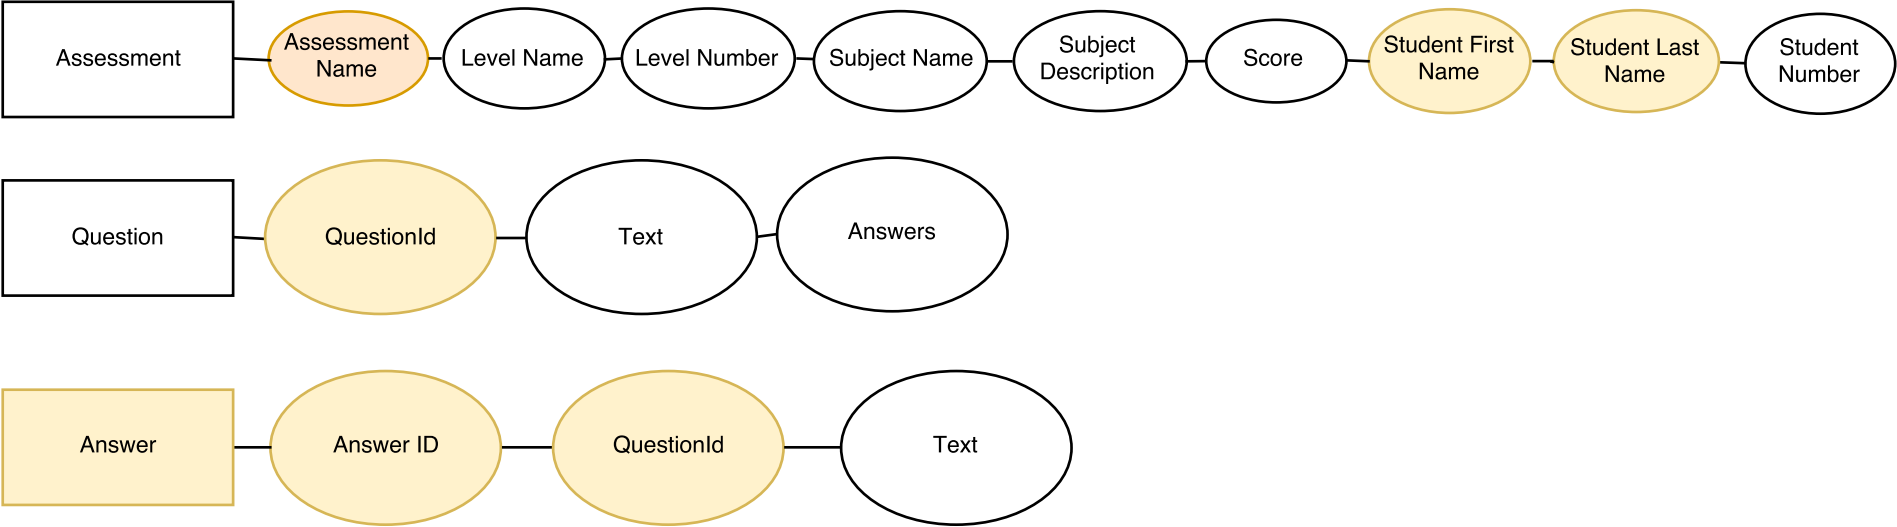 Assessment
Assessment
Name
Level Name
Level Number
Subject Name
Subject
Description
Score
Student First
Name
Student Last
Name
Student
Number
Question
QuestionId
Text
Answers
Answer
Answer ID
QuestionId
Text